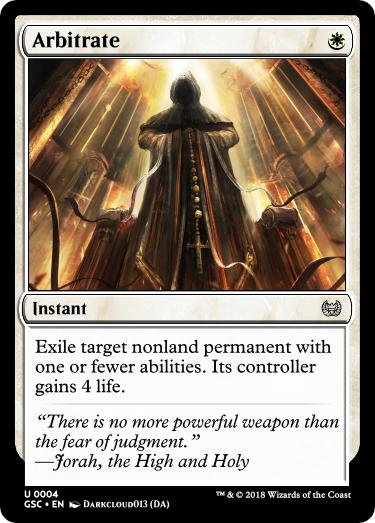 Arbitrate
Instant
Exile target nonland permanent with
one or fewer abilities. Its controller
gains 4 life.
“There is no more powerful weapon than
the fear of judgment.”
—Jorah, the High and Holy
U 0004
GSC • EN Darkcloud013 (DA)
™ & © 2018 Wizards of the Coast